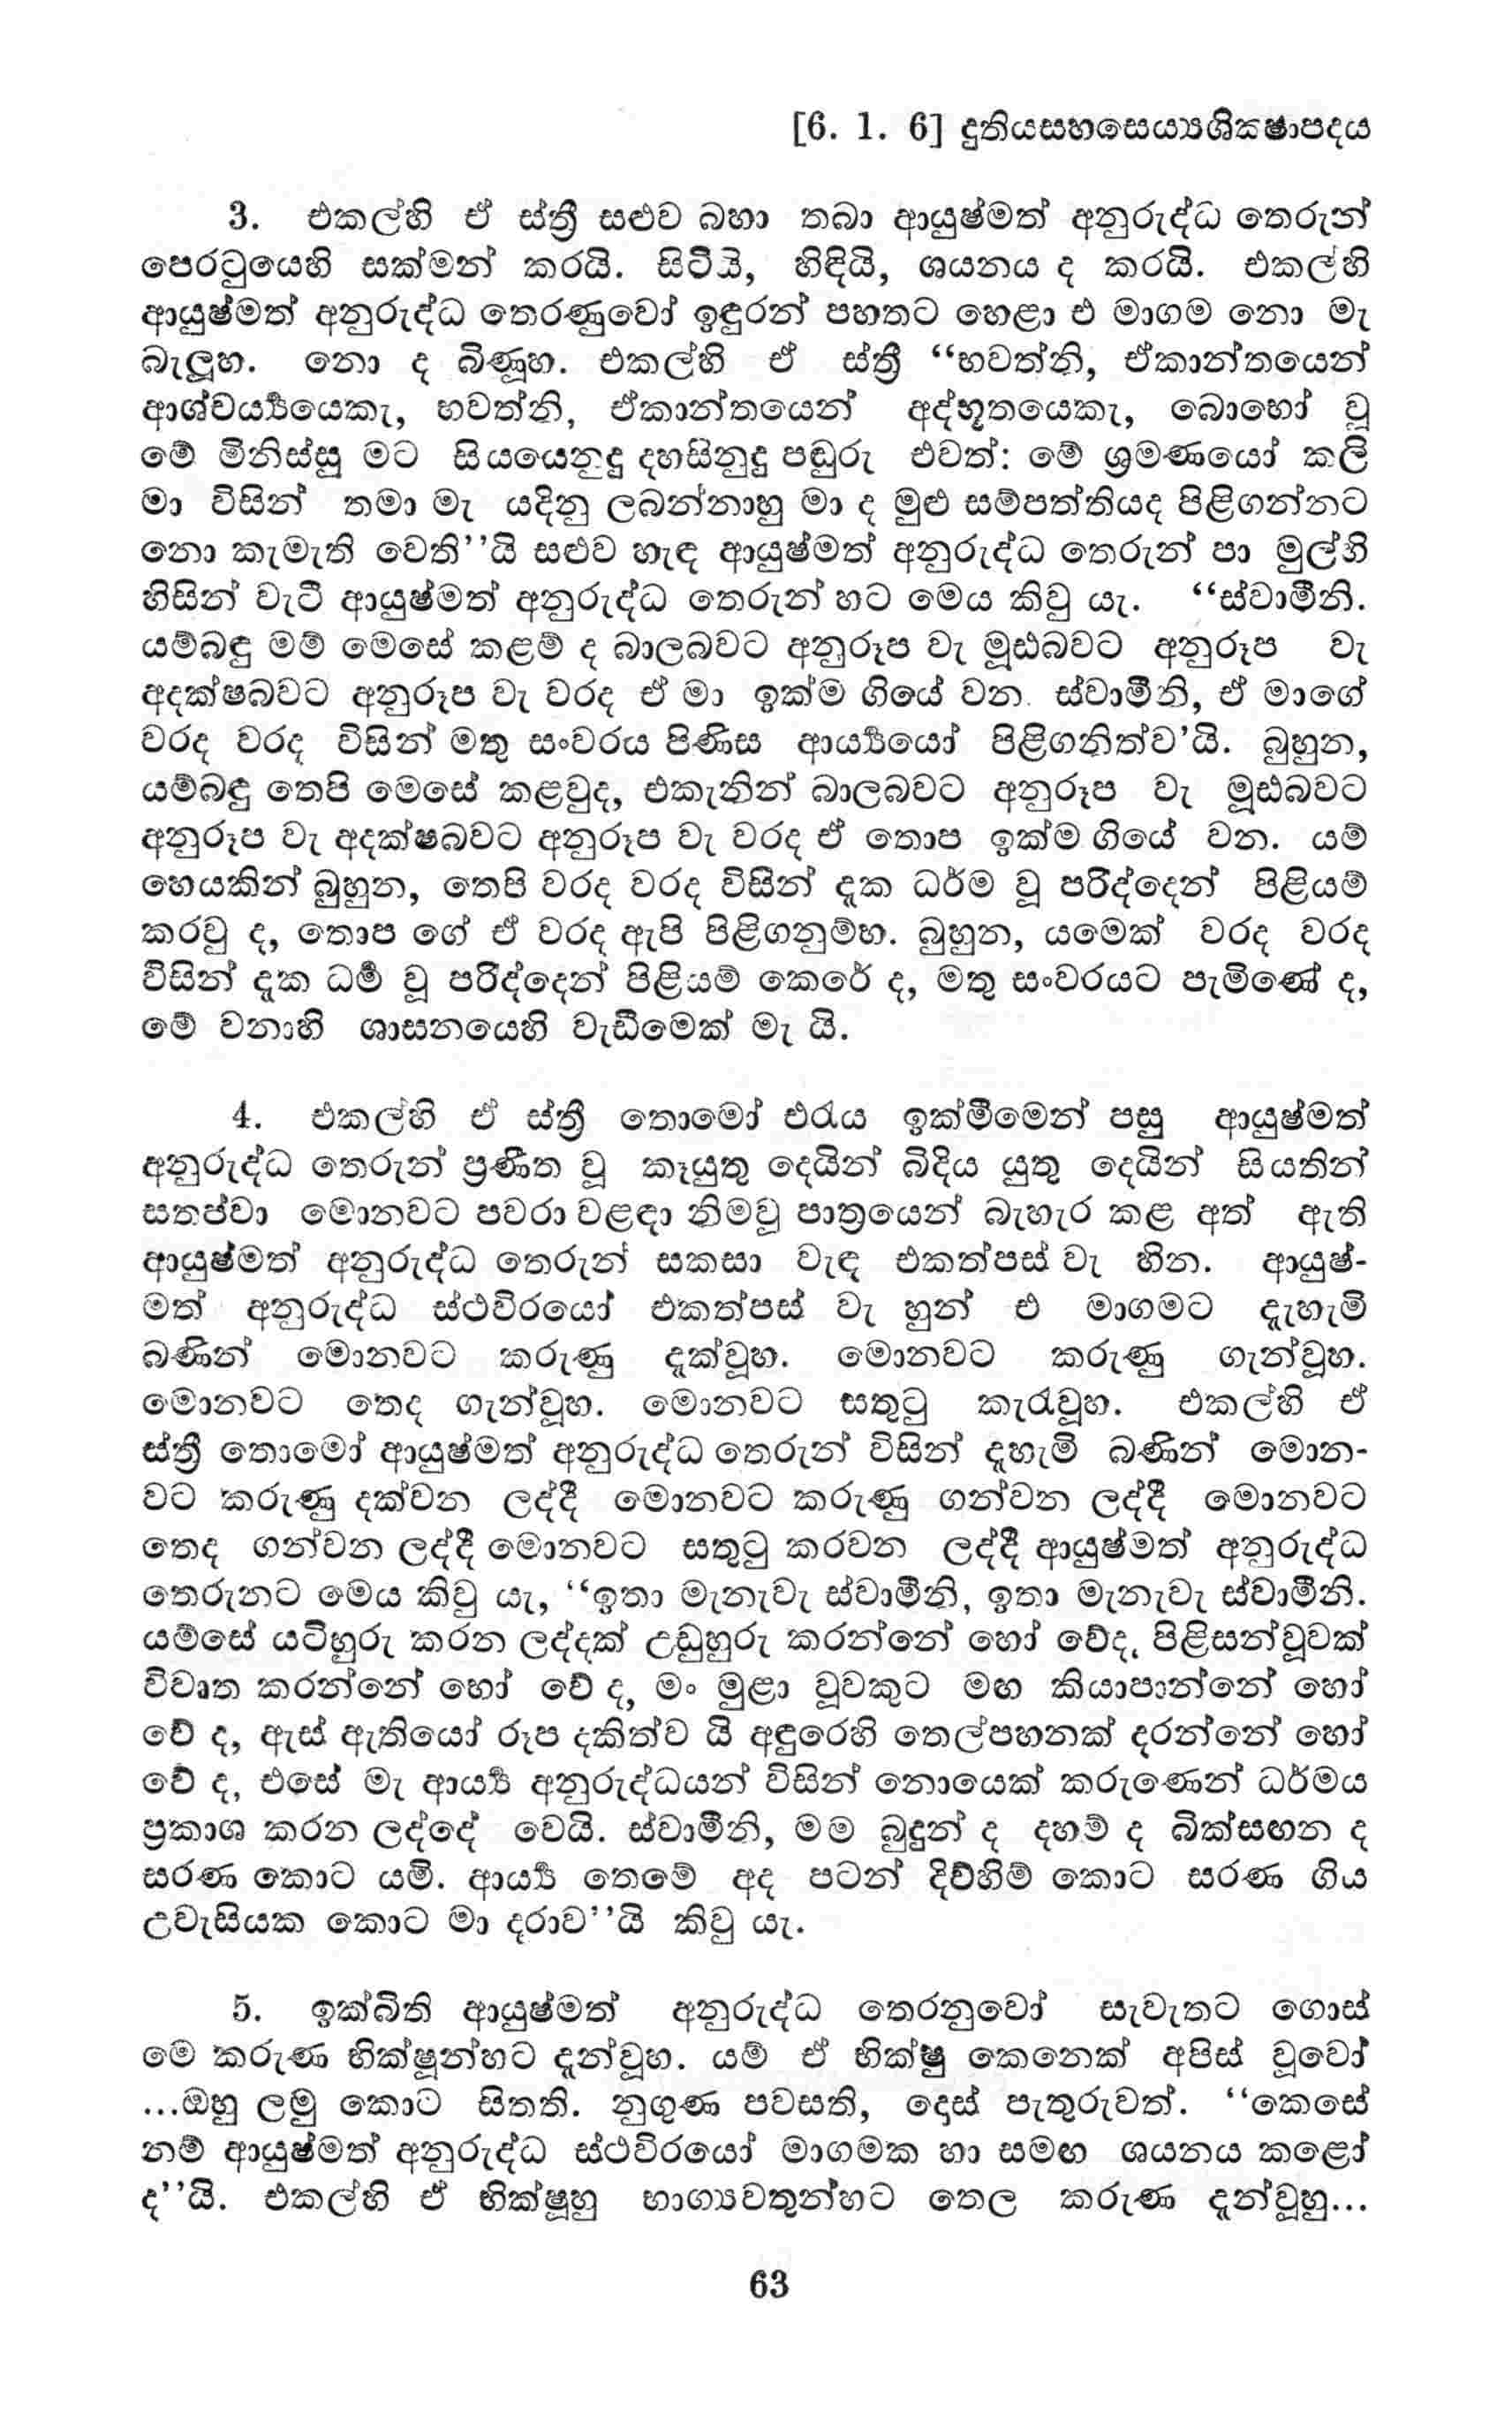 [6. 1. 6] දුතියසහසෙය්‍යශික්‍ෂාපදය
3. එකල්හි ඒ ස්ත්‍රී සළුව බහා තබා ආයුෂ්මත් අනුරුද්ධ තෙරුන්
පෙරටුයෙහි සක්මන් කරයි. සිටියි, හිඳියි, ශයනය ද කරයි. එකල්හි
ආයුෂ්මත් අනුරුද්ධ තෙරණුවෝ ඉඳුරන් පහතට හෙළා එ මාගම නො මැ
බැලූහ. නො ද බිණූහ. එකල්හි ඒ ස්ත්‍රී “භවත්නි, ඒකාන්තයෙන්
ආශ්චර්‍ය්‍යයෙකැ, භවත්නි, ඒකාන්තයෙන් අද්භූතයෙකැ, බොහෝ වූ
මේ මිනිස්සු මට සියයෙනුදු දහසිනුදු පඬුරු එවත්: මේ ශ්‍රමණයෝ කලි
මා විසින් තමා මැ යදිනු ලබන්නාහු මා ද මුළු සම්පත්තියද පිළිගන්නට
නො කැමැති වෙති”යි සළුව හැඳ ආයුෂ්මත් අනුරුද්ධ තෙරුන් පා මුල්හි
හිසින් වැටී ආයුෂ්මත් අනුරුද්ධ තෙරුන් හට මෙය කිවු යැ. “ස්වාමීනි.
යම්බඳු මම් මෙසේ කළම් ද බාලබවට අනුරූප වැ මූඪබවට අනුරූප වැ
අදක්ෂබවට අනුරූප වැ වරද ඒ මා ඉක්ම ගියේ වන. ස්වාමීනි, ඒ මාගේ
වරද වරද විසින් මතු සංවරය පිණිස ආර්‍ය්‍යයෝ පිළිගනිත්ව’යි. බුහුන,
යම්බඳු තෙපි මෙසේ කළවුද, එකැනින් බාලබවට අනුරූප වැ මූඪබවට
අනුරූප වැ අදක්ෂබවට අනුරූප වැ වරද ඒ තොප ඉක්ම ගියේ වන. යම්
හෙයකින් බුහුන, තෙපි වරද වරද විසින් දැක ධර්ම වූ පරිද්දෙන් පිළියම්
කරවු ද, තොප ගේ ඒ වරද ඇපි පිළිගනුම්හ. බුහුන, යමෙක් වරද වරද
විසින් දැක ධර්‍ම වූ පරිද්දෙන් පිළියම් කෙරේ ද, මතු සංවරයට පැමිණේ ද,
මේ වනාහි ශාසනයෙහි වැඩීමෙක් මැ යි.
4. එකල්හි ඒ ස්ත්‍රී තොමෝ එරැය ඉක්මීමෙන් පසු ආයුෂ්මත්
අනුරුද්ධ තෙරුන් ප්‍රණීත වූ කෑයුතු දෙයින් බිදිය යුතු දෙයින් සියතින්
සතප්වා මොනවට පවරා වළඳා නිමවූ පාත්‍රයෙන් බැහැර කළ අත් ඇති
ආයුෂ්මත් අනුරුද්ධ තෙරුන් සකසා වැඳ එකත්පස් වැ හින. ආයුෂ්-
මත් අනුරුද්ධ ස්ථවිරයෝ එකත්පස් වැ හුන් එ මාගමට දැහැමි
බණින් මොනවට කරුණු දැක්වූහ. මොනවට කරුණු ගැන්වූහ.
මොනවට තෙද ගැන්වූහ. මොනවට සතුටු කැරැවූහ. එකල්හි ඒ
ස්ත්‍රී තොමෝ ආයුෂ්මත් අනුරුද්ධ තෙරුන් විසින් දැහැමි බණින් මොන-
වට කරුණු දක්වන ලද්දී මොනවට කරුණු ගන්වන ලද්දී මොනවට
තෙද ගන්වන ලද්දී මොනවට සතුටු කරවන ලද්දී ආයුෂ්මත් අනුරුද්ධ
තෙරුනට මෙය කිවු යැ, “ඉතා මැනැවැ ස්වාමීනි, ඉතා මැනැවැ ස්වාමීනි.
යම්සේ යටිහුරු කරන ලද්දක් උඩුහුරු කරන්නේ හෝ වේද, පිළිසන්වූවක්
විවෘත කරන්නේ හෝ වේ ද, මං මුළා වූවකුට මඟ කියාපාන්නේ හෝ
වේ ද, ඇස් ඇතියෝ රූප දකිත්ව යි අඳුරෙහි තෙල්පහනක් දරන්නේ හෝ
වේ ද, එසේ මැ ආර්‍ය්‍ය අනුරුද්ධයන් විසින් නොයෙක් කරුණෙන් ධර්මය
ප්‍රකාශ කරන ලද්දේ වෙයි. ස්වාමීනි, මම බුදුන් ද දහම් ද බික්සඟන ද
සරණ කොට යමි. ආර්‍ය්‍ය තෙමේ අද පටන් දිවිහිම් කොට සරණ ගිය
උවැසියක කොට මා දරාව”යි කිවු යැ.
5. ඉක්බිති ආයුෂ්මත් අනුරුද්ධ තෙරනුවෝ සැවැතට ගොස්
මෙ කරුණ භික්ෂූන්හට දැන්වූහ. යම් ඒ භික්ෂු කෙනෙක් අපිස් වූවෝ
...ඔහු ලමු කොට සිතති. නුගුණ පවසති, දොස් පැතුරුවත්. “කෙසේ
නම් ආයුෂ්මත් අනුරුද්ධ ස්ථවිරයෝ මාගමක හා සමඟ ශයනය කළෝ
ද”යි. එකල්හි ඒ භික්ෂූහු භාග්‍යවතුන්හට තෙල කරුණ දැන්වූහු...
63